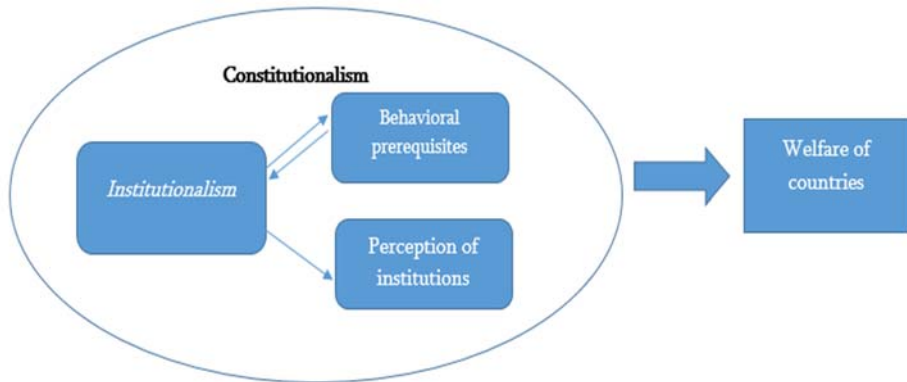 Constitutionalism
Behavioral
prerequisites
Institutionalism
Perception of
institutions
Welfare of
countries